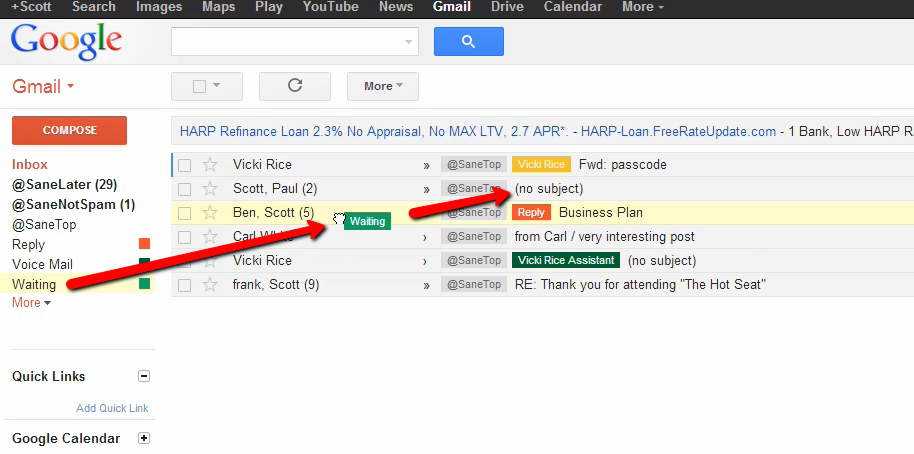 +Scott Search Images Maps Play YouTube News Gmail Drive Calendar More
Google
Gmail More
COMPOSE
HARP Refinance Loan 2.3% No Appraisal, No MAX LTV, 2.7 APR*. - HARP-Loan.FreeRateUpdate.com - 1 Bank, Low HARP R
Inbox
@SaneLater (29)
@SaneNotSpam (1)
@SaneTop
Reply
Voice Mail
Waiting
More
Vicki Rice » @SaneTop Vicki Rice Fwd: passcode
Scott, Paul (2) » @SaneTop (no subject)
Ben, Scott (5) Waiting @SaneTop Reply Business Plan
Carl White › @SaneTop from Carl / very interesting post
Vicki Rice › @SaneTop Vicki Rice Assistant (no subject)
frank, Scott (9) » @SaneTop RE: Thank you for attending "The Hot Seat"
Quick Links
Add Quick Link
Google Calendar